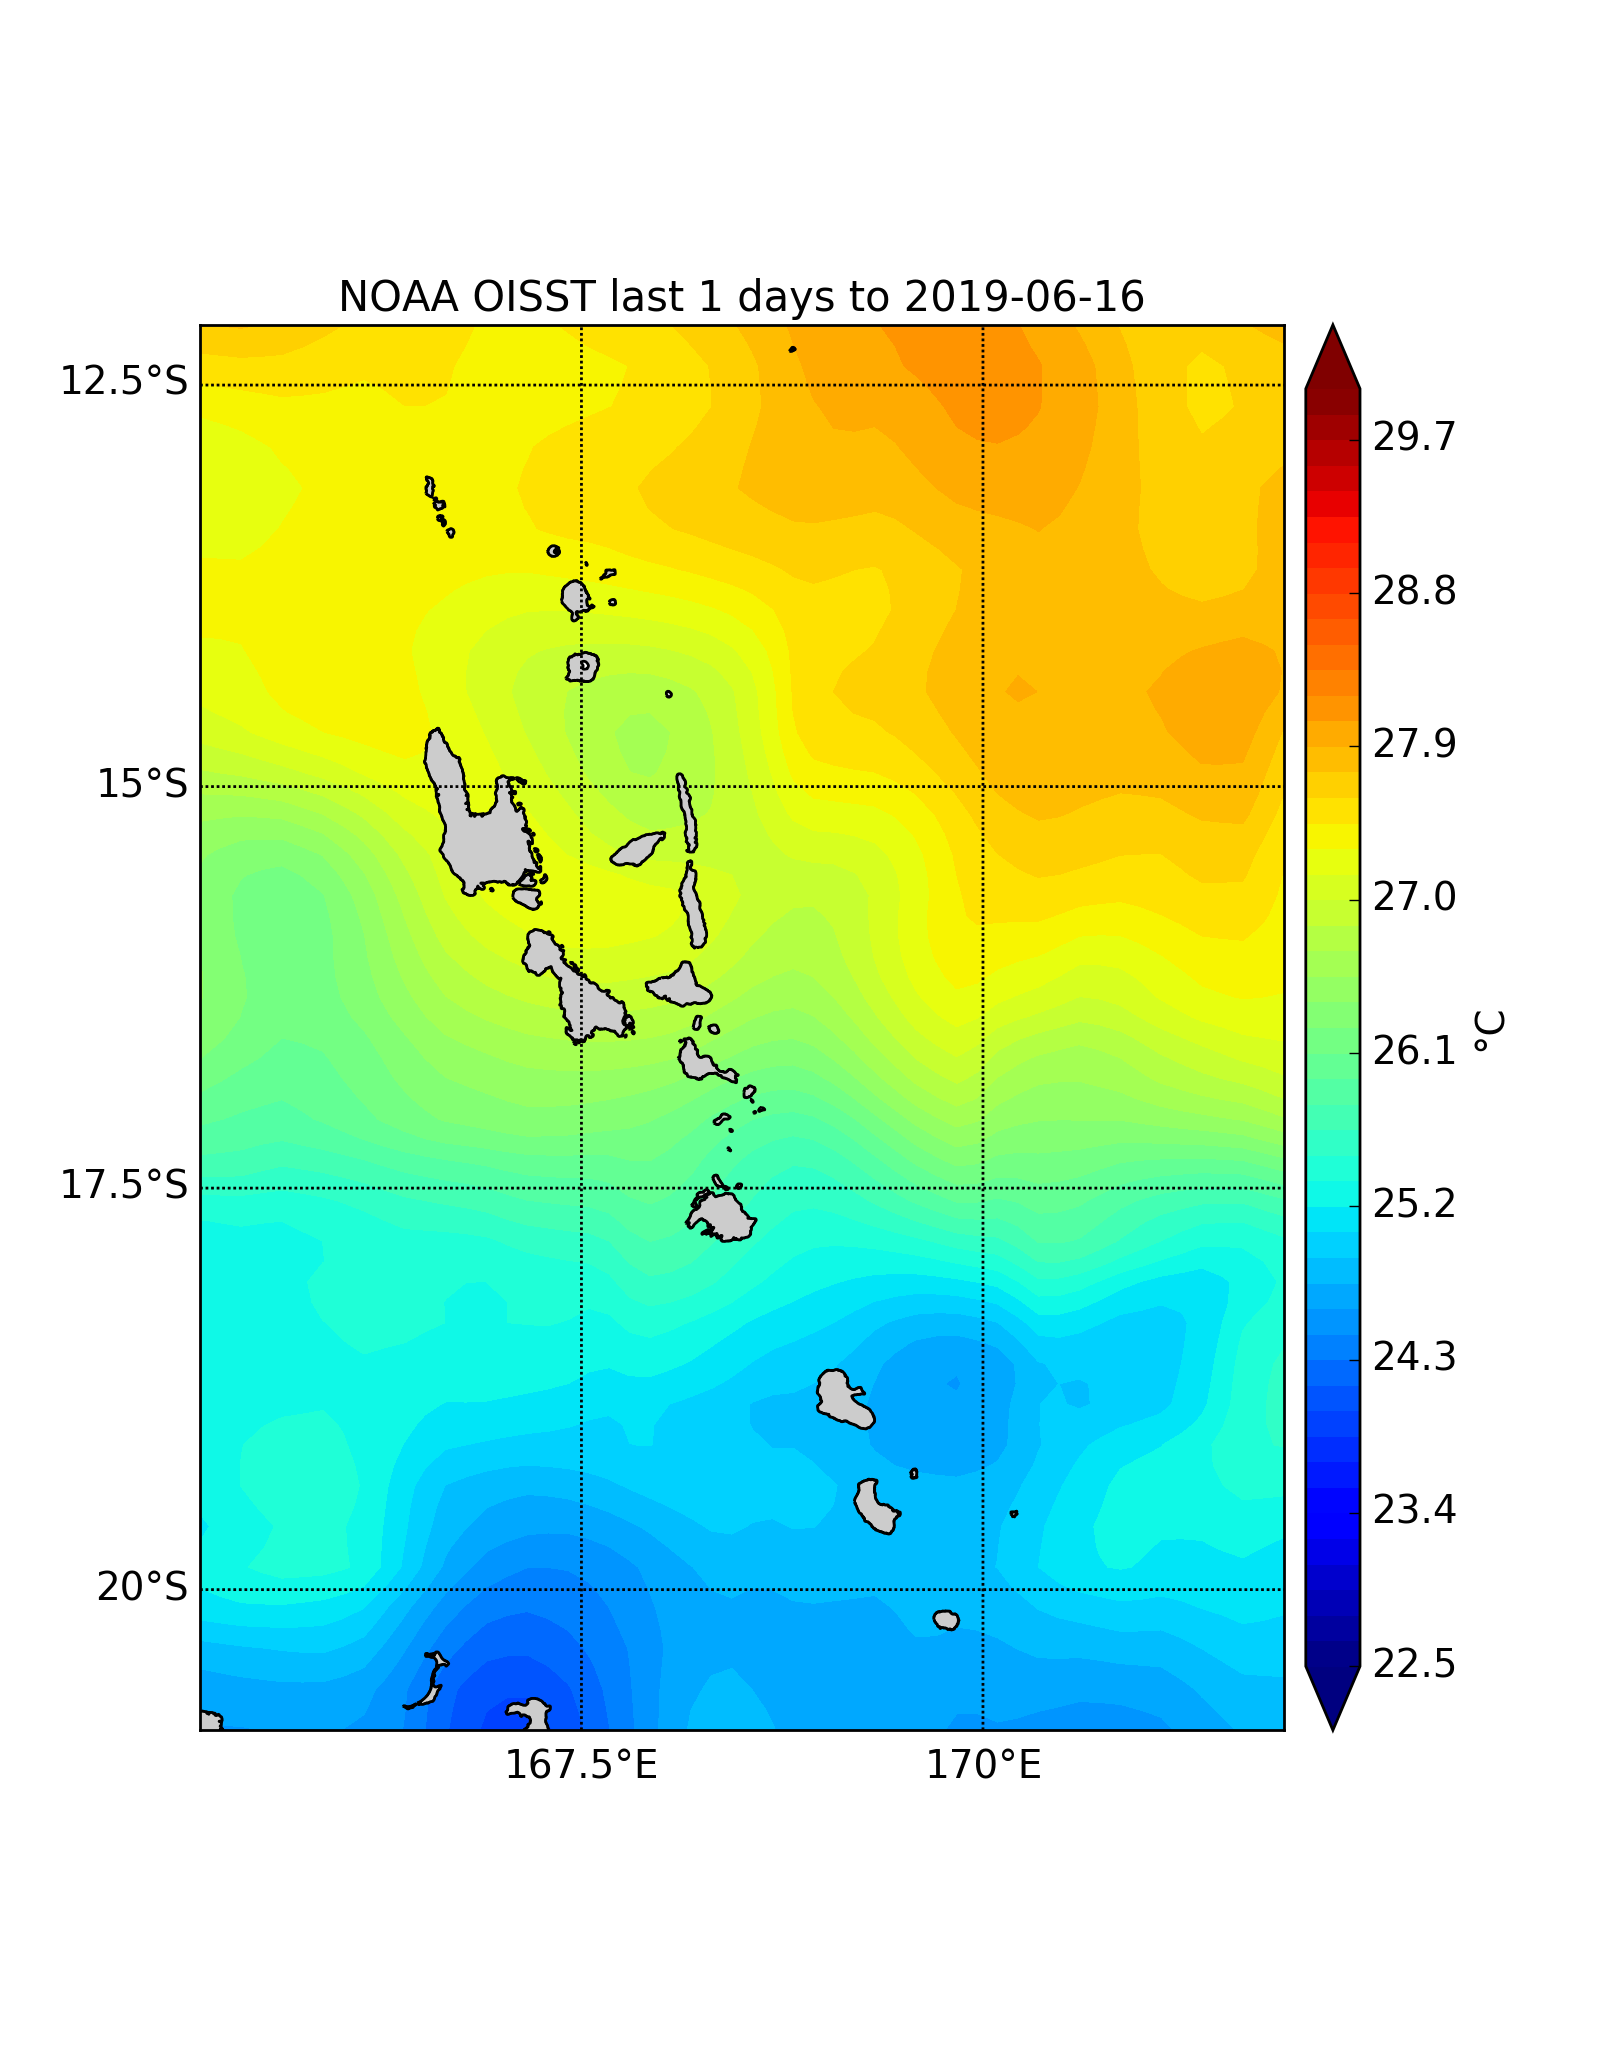 NOAA OISST last 1 days to 2019-06-16
12.5°S
15°S
17.5°S
20°S
167.5°E
170°E
29.7
28.8
27.9
27.0
26.1
25.2
24.3
23.4
22.5
°C